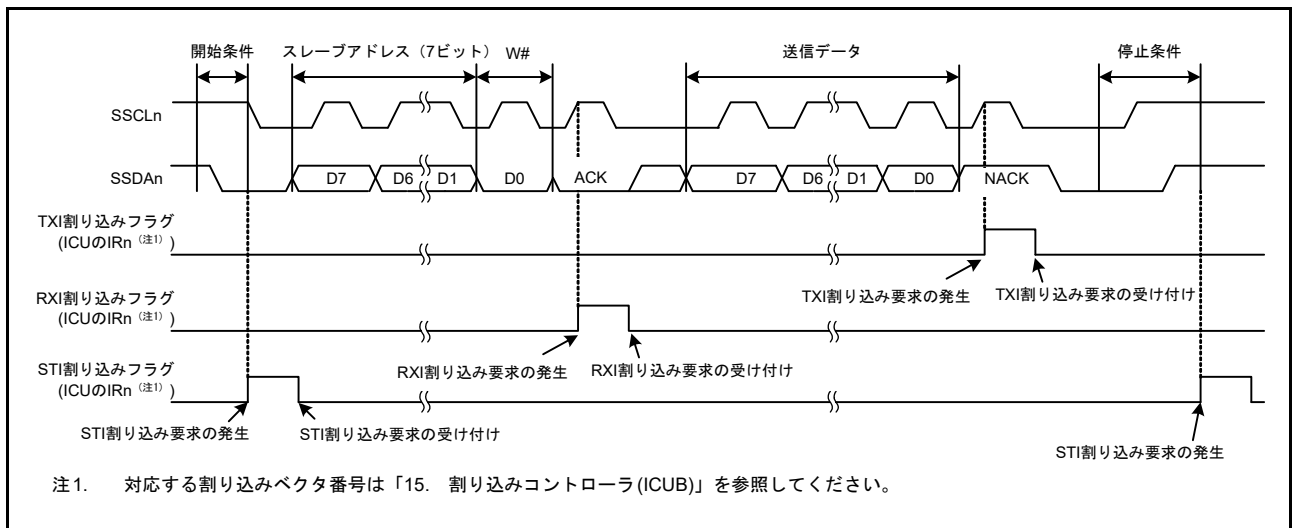 開始条件 スレーブアドレス（7ビット） W# 送信データ 停止条件
SSCLn
SSDAn D7 D6 D1 D0 ACK D7 D6 D1 D0 NACK
TXI割り込みフラグ
(ICUのIRn（注1）)
TXI割り込み要求の発生 TXI割り込み要求の受け付け
RXI割り込みフラグ
(ICUのIRn（注1）)
RXI割り込み要求の発生 RXI割り込み要求の受け付け
STI割り込みフラグ
(ICUのIRn（注1）)
STI割り込み要求の発生 STI割り込み要求の受け付け
STI割り込み要求の発生
注1. 対応する割り込みベクタ番号は「15. 割り込みコントローラ(ICUB)」を参照してください。